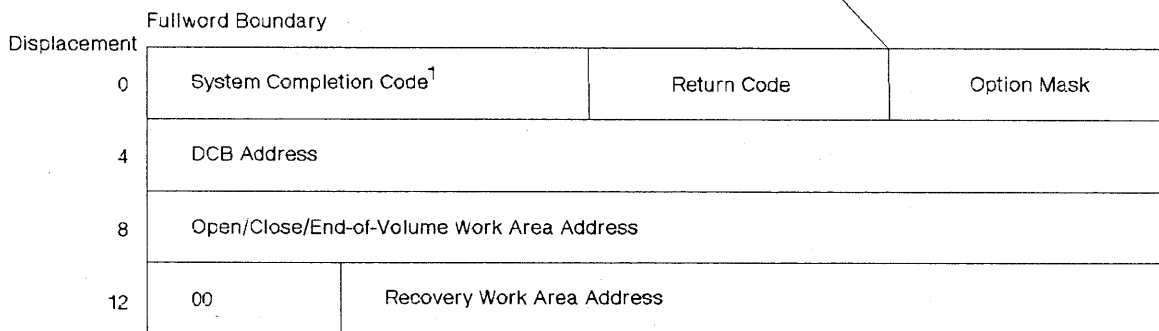 Fullword Boundary
Displacement
0 System Completion Code¹ Return Code Option Mask
4 DCB Address
8 Open/Close/End-of-Volume Work Area Address
12 00 Recovery Work Area Address